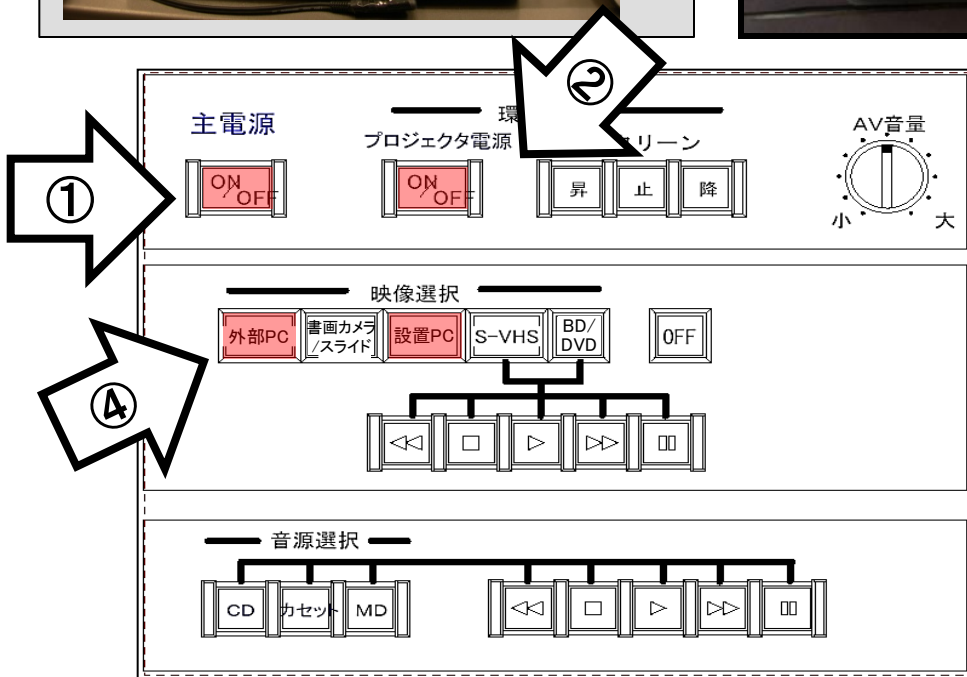 ②
主電源
環
プロジェクタ電源
リーン
AV音量
①
ON/OFF
ON/OFF
昇
止
降
小
大
映像選択
外部PC
書画カメラ
/スライド
設置PC
S-VHS
BD/
DVD
OFF
④
音源選択
CD
カセット
MD